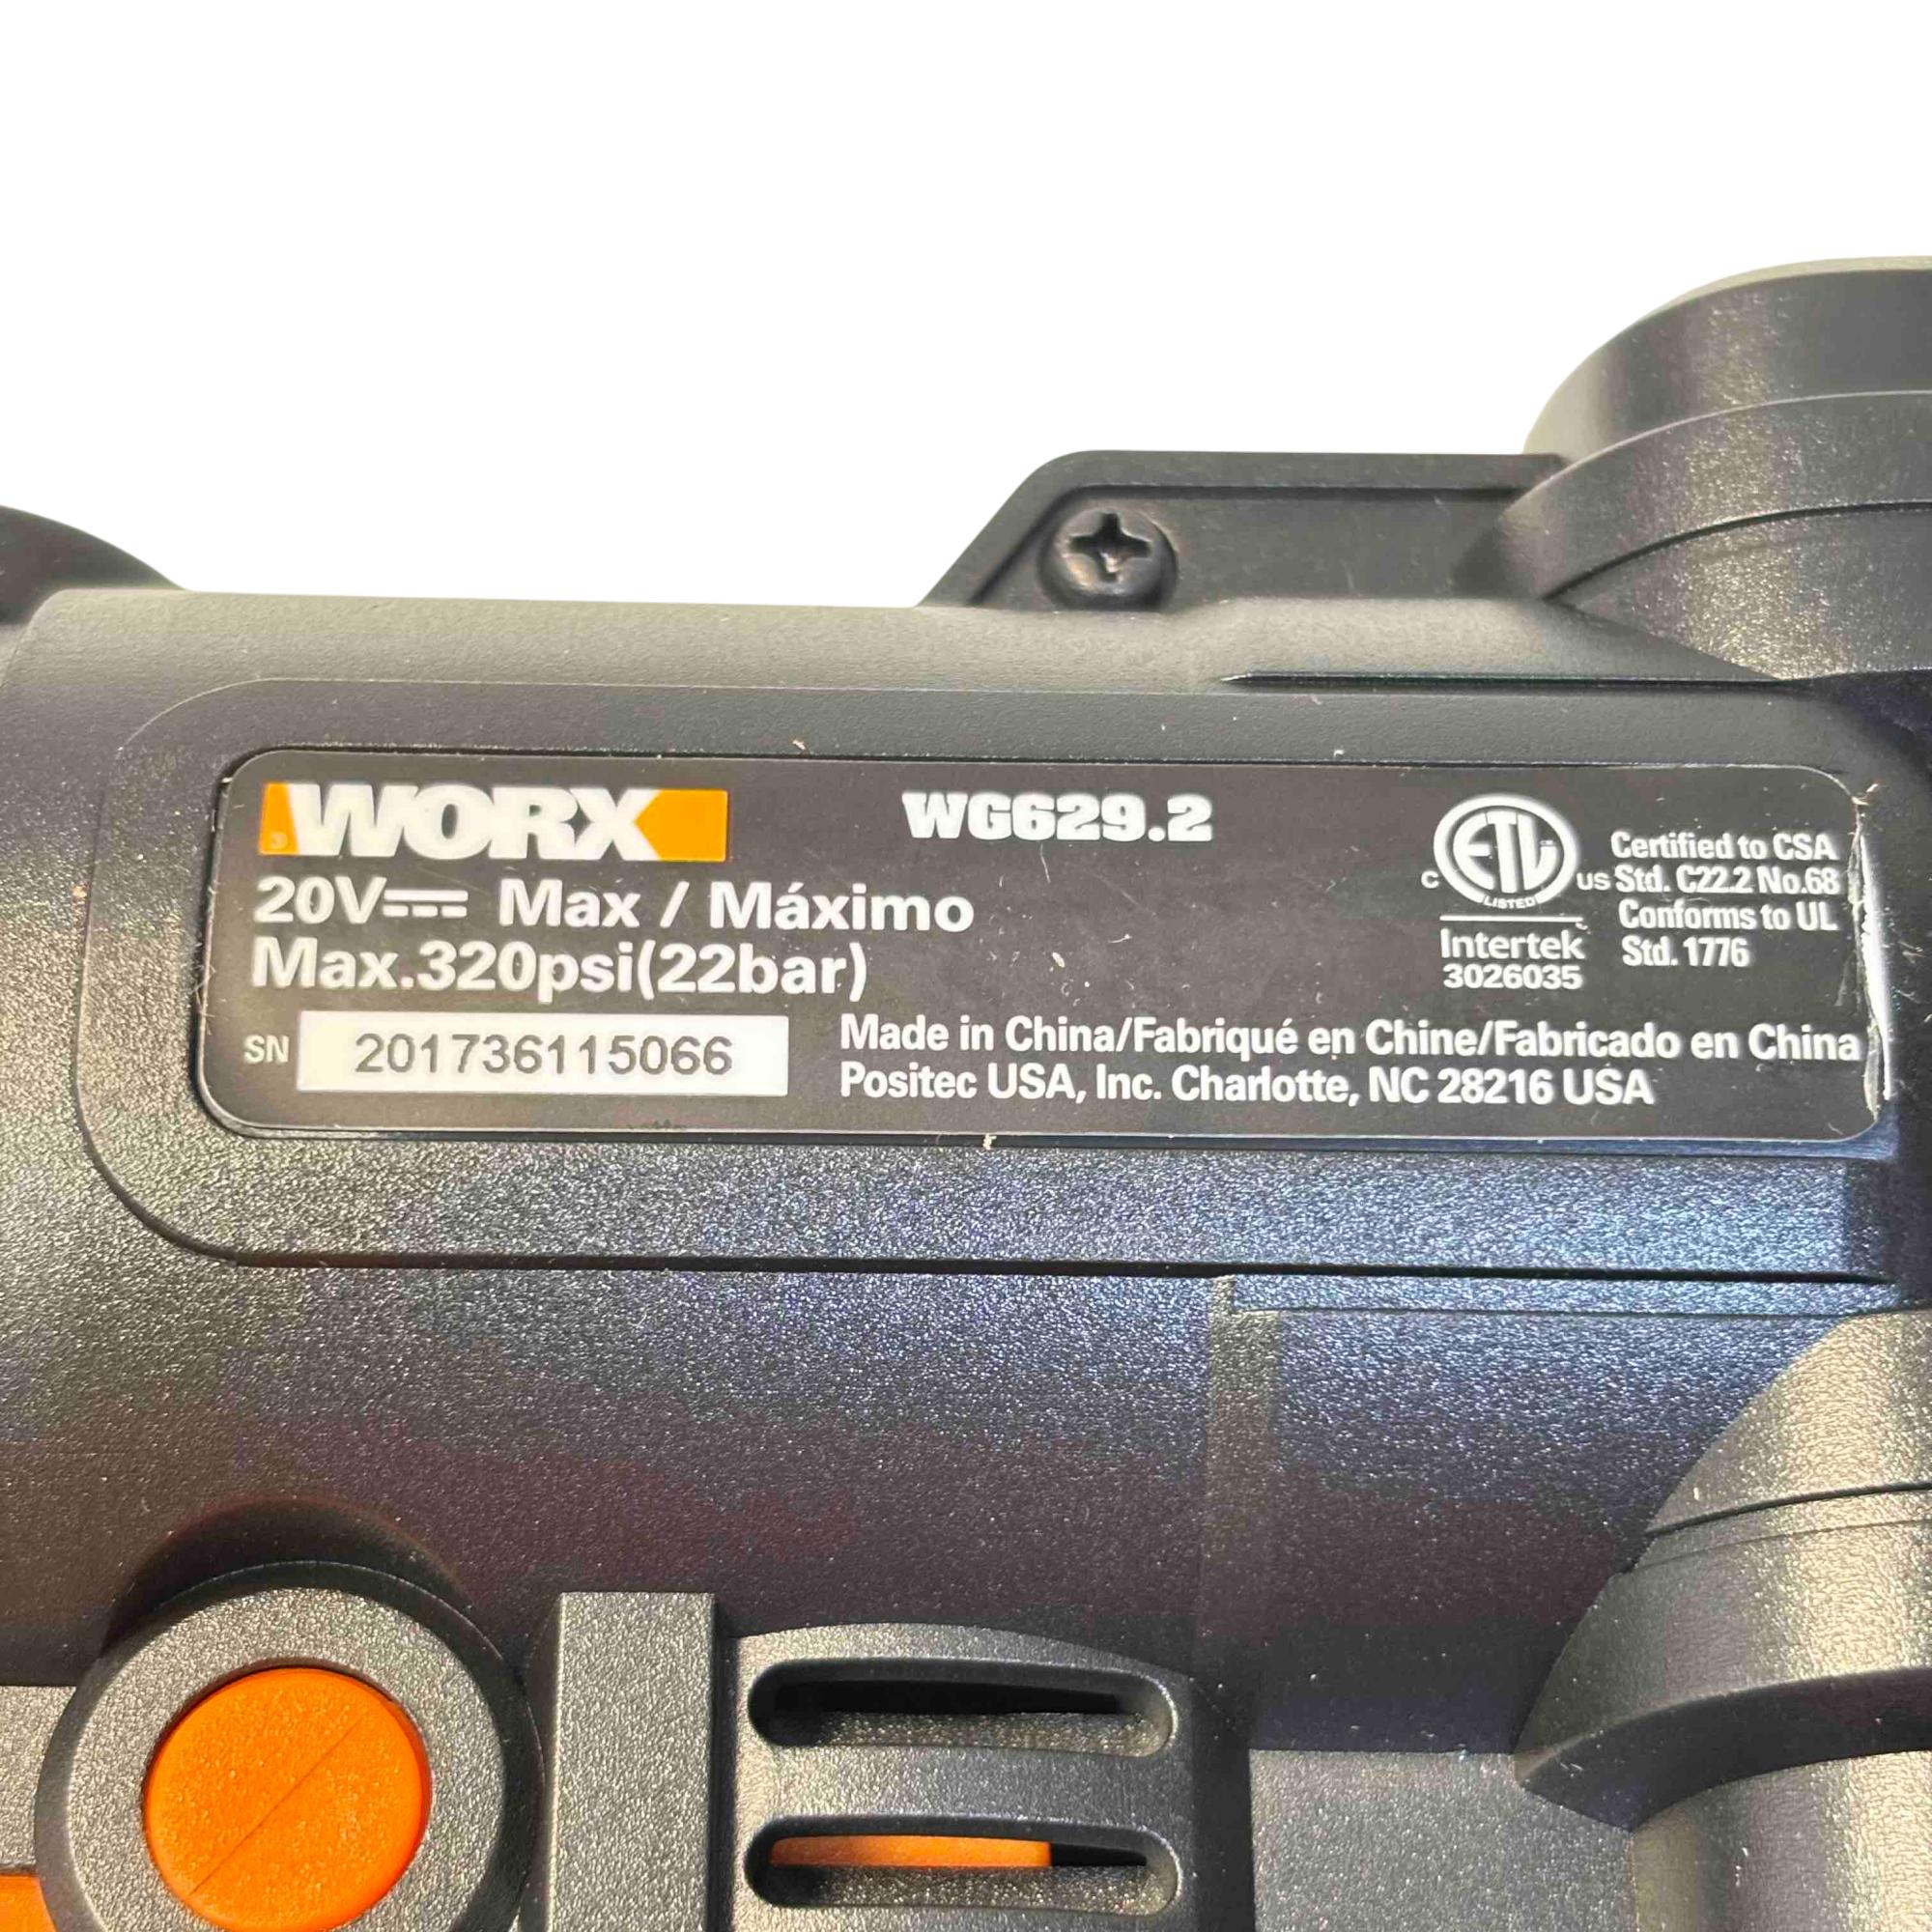 WORX
WG629.2
20V⎓ Max / Máximo
Max.320psi(22bar)
SN 201736115066
ETL
C US
LISTED
Intertek
3026035
Certified to CSA
Std. C22.2 No.68
Conforms to UL
Std. 1776
Made in China/Fabriqué en Chine/Fabricado en China
Positec USA, Inc. Charlotte, NC 28216 USA